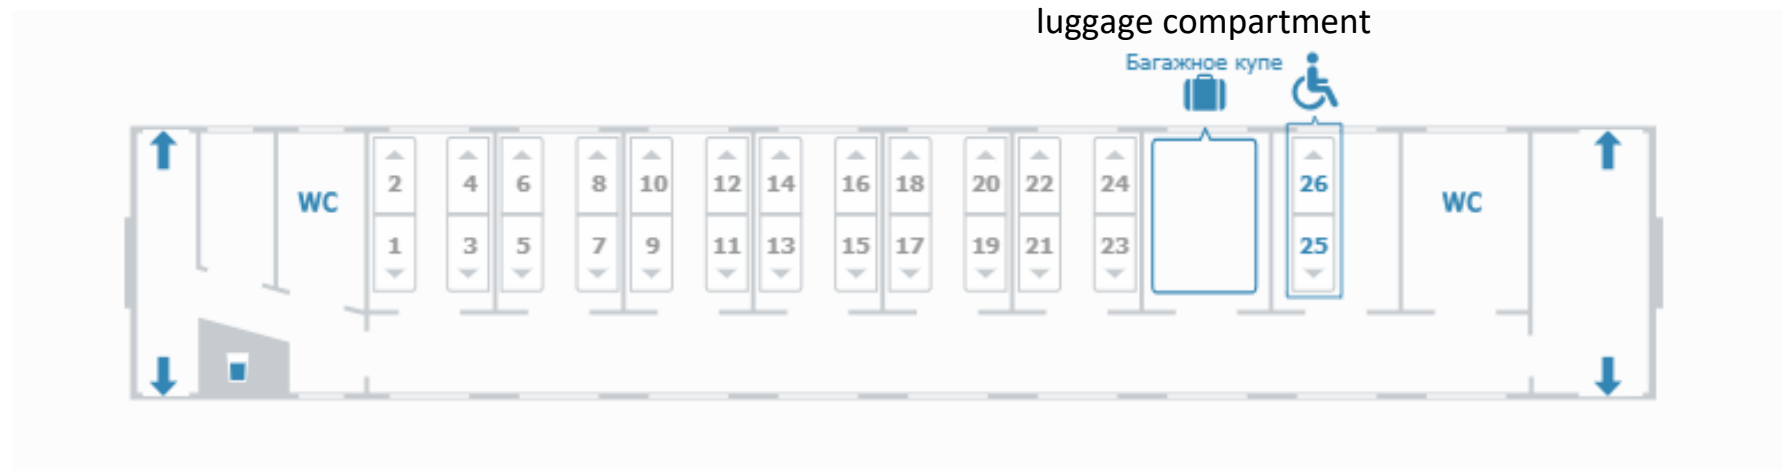 luggage compartment
Багажное купе
WC 2 4 6 8 10 12 14 16 18 20 22 24 26 WC
1 3 5 7 9 11 13 15 17 19 21 23 25